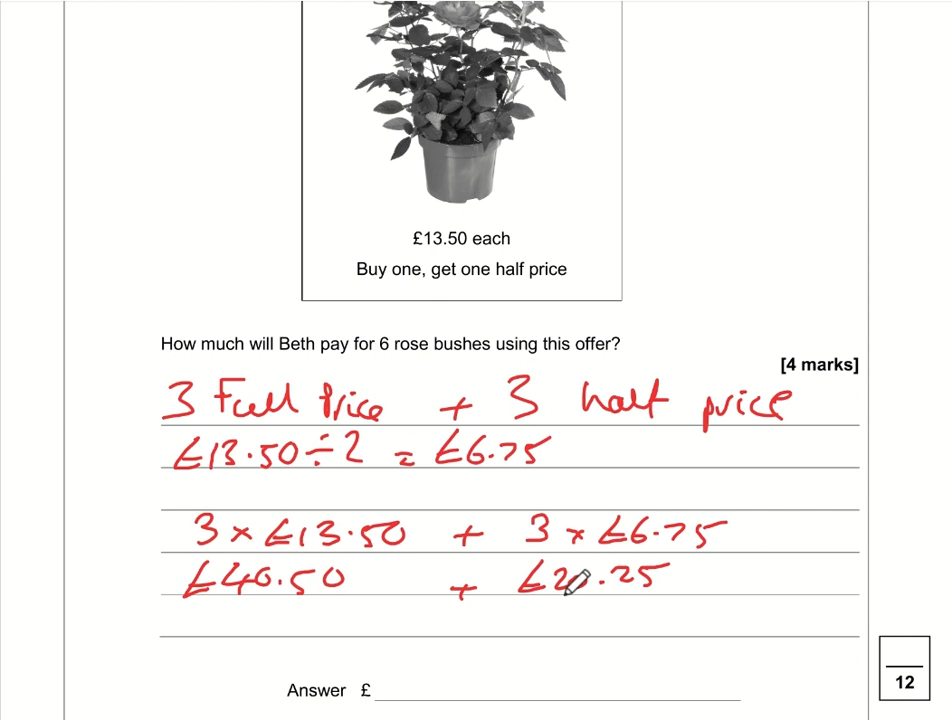 £13.50 each
Buy one, get one half price
How much will Beth pay for 6 rose bushes using this offer?
[4 marks]
3 Full Price + 3 half price
£13.50 ÷ 2 = £6.75
3 × £13.50 + 3 × £6.75
£40.50 + £20.25
Answer £
12